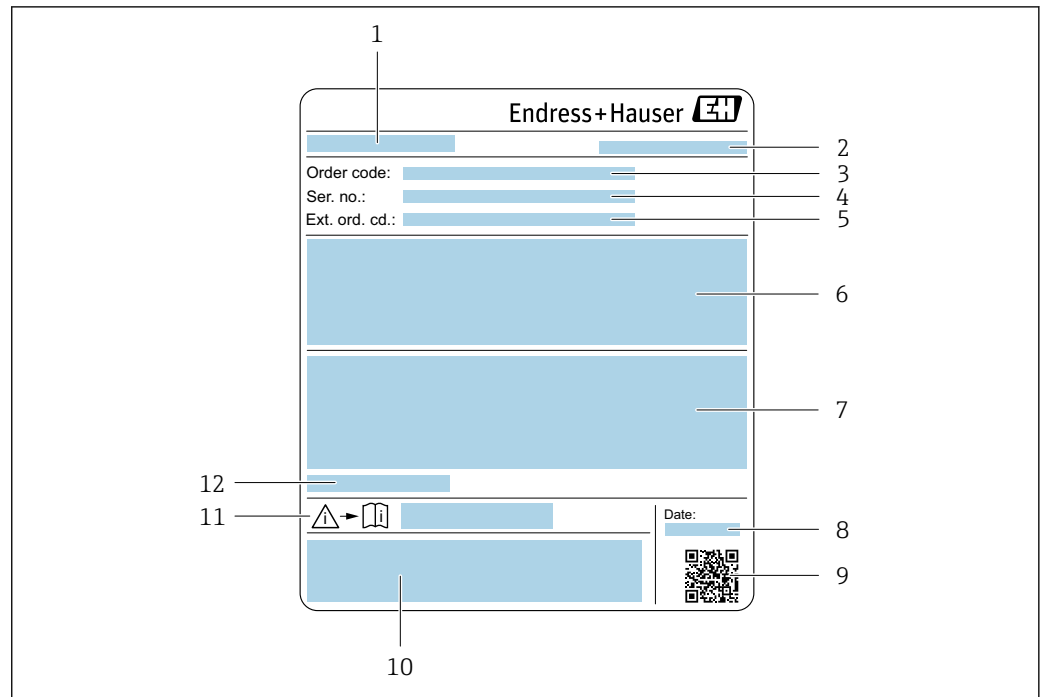 1
Endress+Hauser EH
2
Order code:
3
Ser. no.:
4
Ext. ord. cd.:
5
6
7
12
11
i
i
Date:
8
9
10